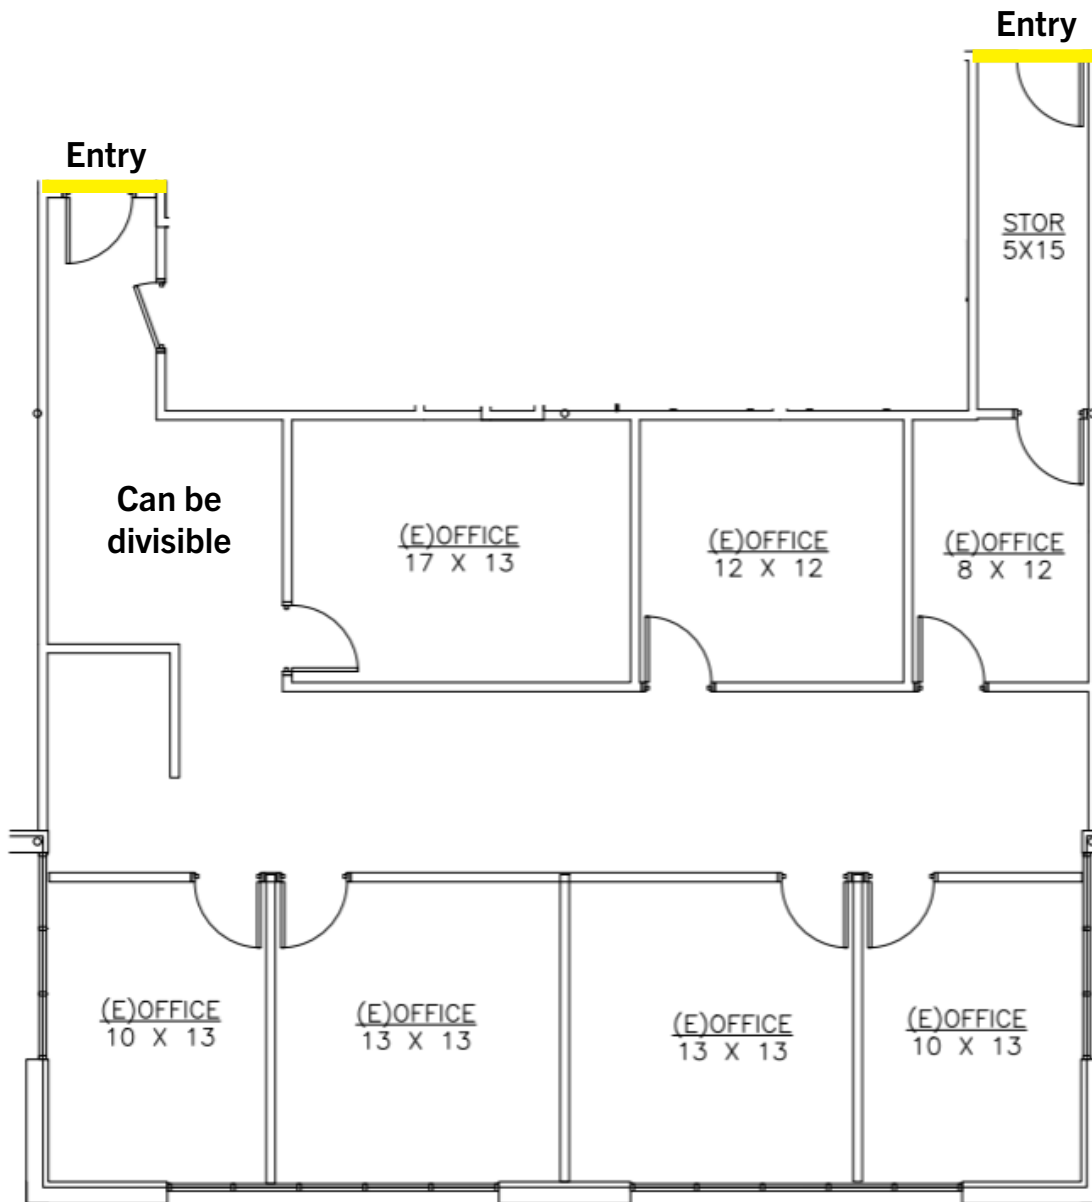 Entry
Entry
STOR
5X15
Can be
divisible
(E)OFFICE
17 X 13
(E)OFFICE
12 X 12
(E)OFFICE
8 X 12
(E)OFFICE
10 X 13
(E)OFFICE
13 X 13
(E)OFFICE
13 X 13
(E)OFFICE
10 X 13